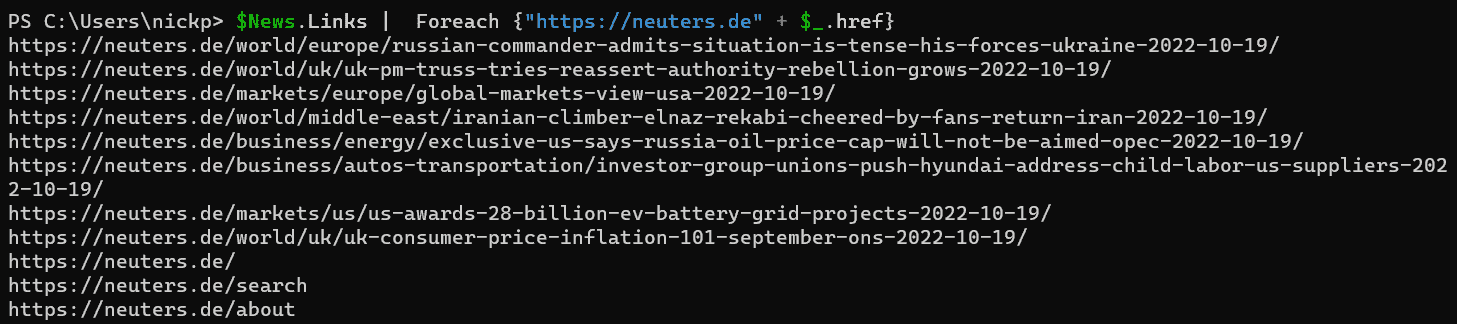 PS C:\Users\nickp> $News.Links |  Foreach {"https://neuters.de" + $_.href}
https://neuters.de/world/europe/russian-commander-admits-situation-is-tense-his-forces-ukraine-2022-10-19/
https://neuters.de/world/uk/uk-pm-truss-tries-reassert-authority-rebellion-grows-2022-10-19/
https://neuters.de/markets/europe/global-markets-view-usa-2022-10-19/
https://neuters.de/world/middle-east/iranian-climber-elnaz-rekabi-cheered-by-fans-return-iran-2022-10-19/
https://neuters.de/business/energy/exclusive-us-says-russia-oil-price-cap-will-not-be-aimed-opec-2022-10-19/
https://neuters.de/business/autos-transportation/investor-group-unions-push-hyundai-address-child-labor-us-suppliers-202
2-10-19/
https://neuters.de/markets/us/us-awards-28-billion-ev-battery-grid-projects-2022-10-19/
https://neuters.de/world/uk/uk-consumer-price-inflation-101-september-ons-2022-10-19/
https://neuters.de/
https://neuters.de/search
https://neuters.de/about